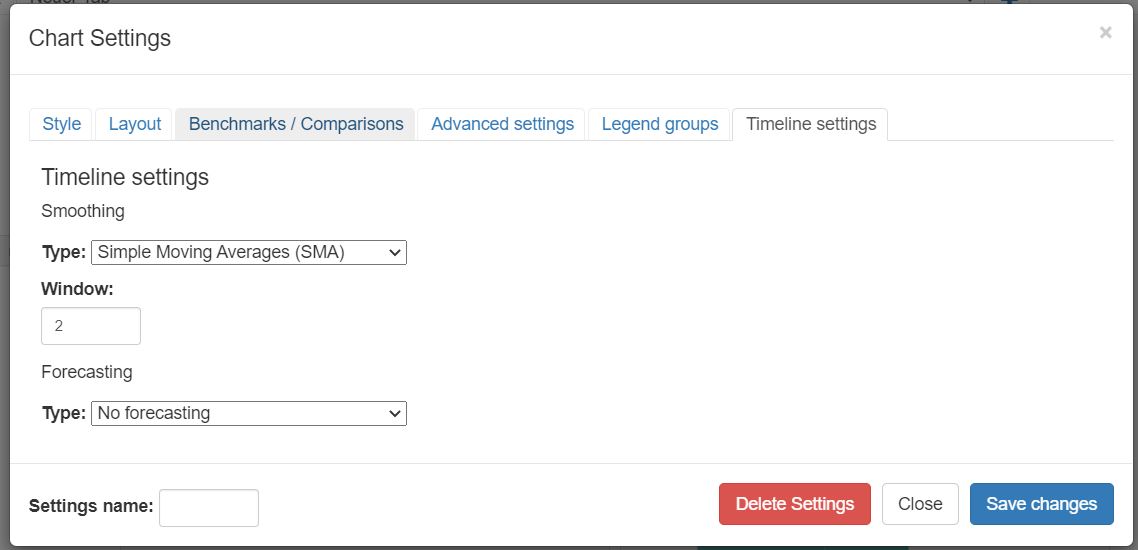 Chart Settings
×
Style Layout Benchmarks / Comparisons Advanced settings Legend groups Timeline settings
Timeline settings
Smoothing
Type: Simple Moving Averages (SMA)
Window:
2
Forecasting
Type: No forecasting
Settings name: Delete Settings Close Save changes